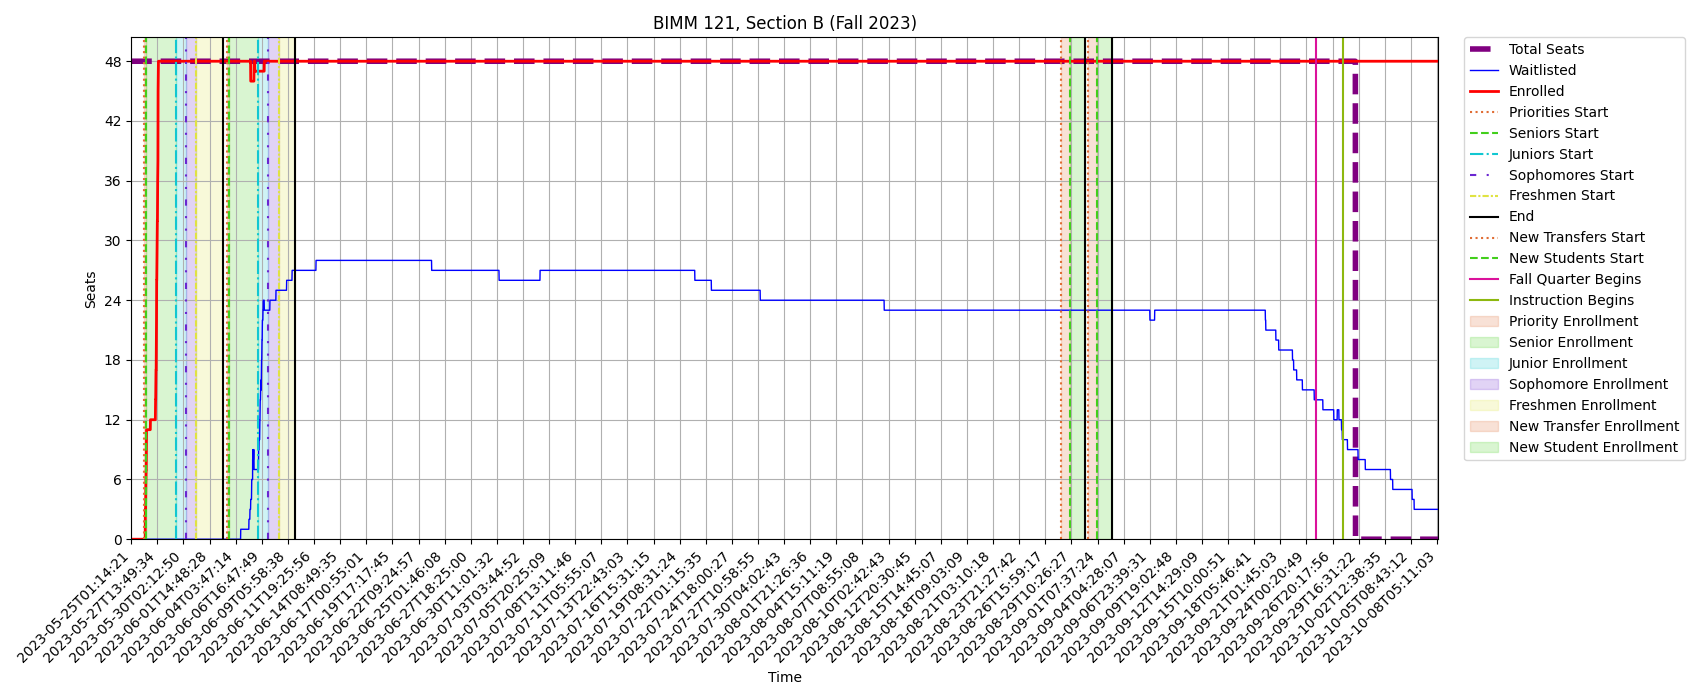 BIMM 121, Section B (Fall 2023)
48
42
36
30
24
18
12
6
0
Seats
2023-05-25T01:14:21
2023-05-27T13:49:34
2023-05-30T02:12:50
2023-06-01T14:48:28
2023-06-04T03:47:14
2023-06-06T16:47:49
2023-06-09T05:58:38
2023-06-11T19:25:56
2023-06-14T08:49:35
2023-06-17T00:55:01
2023-06-19T17:17:45
2023-06-22T09:24:57
2023-06-25T01:46:08
2023-06-27T18:25:00
2023-06-30T11:01:32
2023-07-03T03:44:52
2023-07-05T20:25:09
2023-07-08T13:11:46
2023-07-11T05:55:07
2023-07-13T22:43:03
2023-07-16T15:31:15
2023-07-19T08:31:24
2023-07-22T01:15:35
2023-07-24T18:00:27
2023-07-27T10:58:55
2023-07-30T04:02:43
2023-08-01T21:26:36
2023-08-04T15:11:19
2023-08-07T08:55:08
2023-08-10T02:42:43
2023-08-12T20:30:45
2023-08-15T14:45:07
2023-08-18T09:03:09
2023-08-21T03:10:18
2023-08-23T21:27:42
2023-08-26T15:59:17
2023-08-29T10:26:27
2023-09-01T07:37:24
2023-09-04T04:28:07
2023-09-06T23:39:31
2023-09-09T19:02:48
2023-09-12T14:29:09
2023-09-15T10:00:51
2023-09-18T05:46:41
2023-09-21T01:45:03
2023-09-24T00:20:49
2023-09-26T20:17:56
2023-09-29T16:31:22
2023-10-02T12:38:35
2023-10-05T08:43:12
2023-10-08T05:11:03
Time
Total Seats
Waitlisted
Enrolled
Priorities Start
Seniors Start
Juniors Start
Sophomores Start
Freshmen Start
End
New Transfers Start
New Students Start
Fall Quarter Begins
Instruction Begins
Priority Enrollment
Senior Enrollment
Junior Enrollment
Sophomore Enrollment
Freshmen Enrollment
New Transfer Enrollment
New Student Enrollment